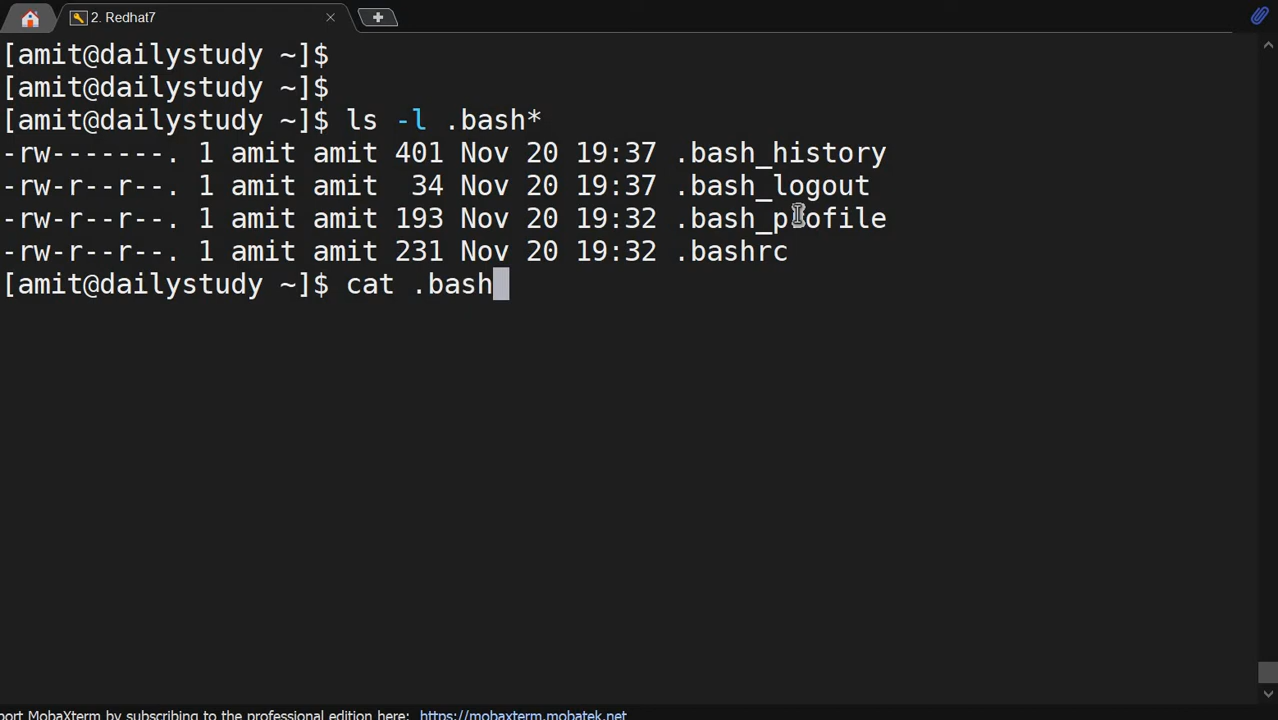 2. Redhat7
[amit@dailystudy ~]$
[amit@dailystudy ~]$
[amit@dailystudy ~]$ ls -l .bash*
-rw-------. 1 amit amit 401 Nov 20 19:37 .bash_history
-rw-r--r--. 1 amit amit  34 Nov 20 19:37 .bash_logout
-rw-r--r--. 1 amit amit 193 Nov 20 19:32 .bash_profile
-rw-r--r--. 1 amit amit 231 Nov 20 19:32 .bashrc
[amit@dailystudy ~]$ cat .bash
port MobaXterm by subscribing to the professional edition here: https://mobaxterm.mobatek.net